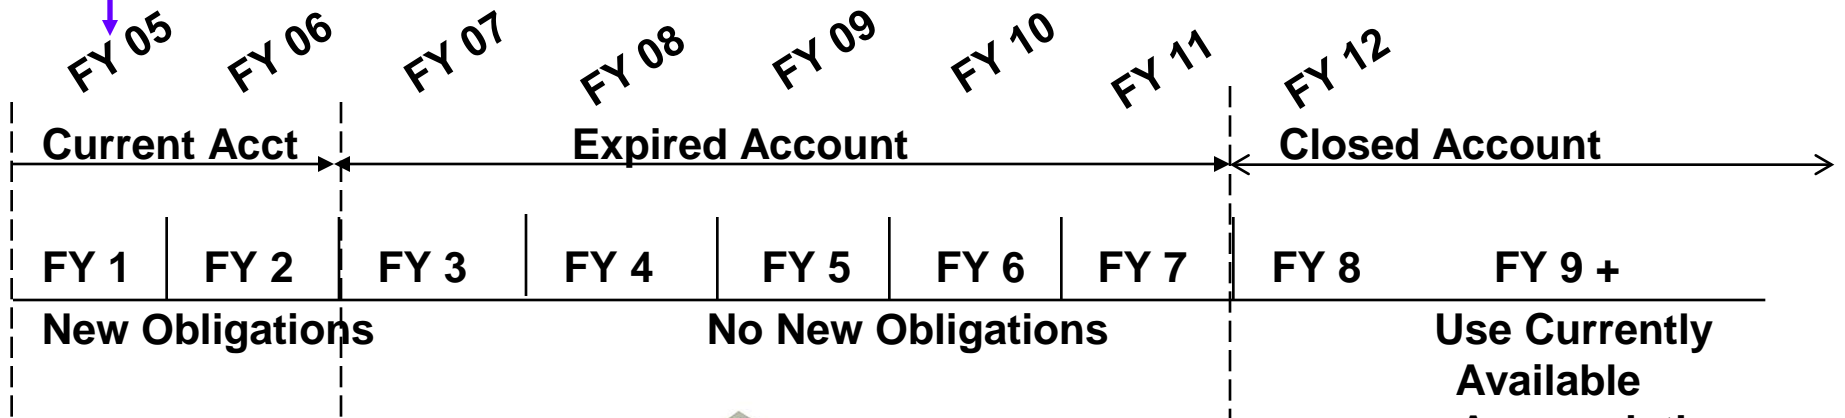 FY 05 FY 06 FY 07 FY 08 FY 09 FY 10 FY 11 FY 12
Current Acct Expired Account Closed Account
FY 1 FY 2 FY 3 FY 4 FY 5 FY 6 FY 7 FY 8 FY 9 +
New Obligations No New Obligations Use Currently
Available